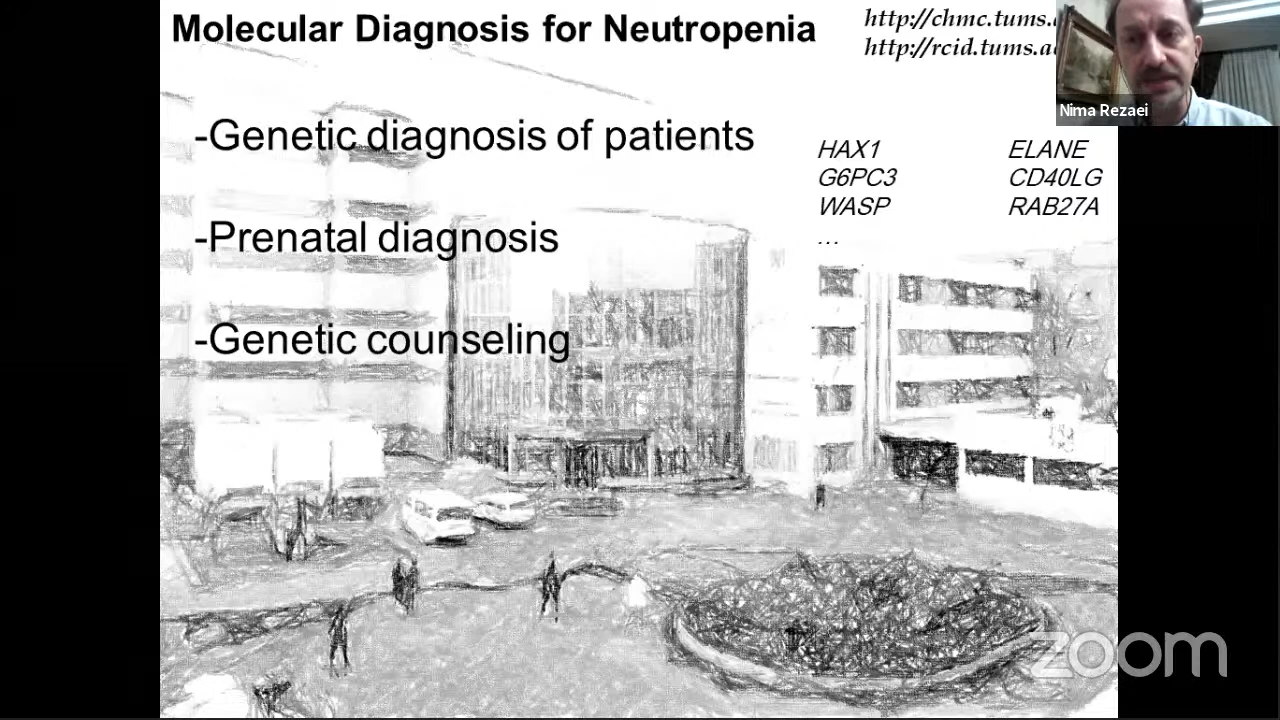 Molecular Diagnosis for Neutropenia
http://chmc.tums.
http://rcid.tums.a
Nima Rezaei
-Genetic diagnosis of patients
HAX1 ELANE
G6PC3 CD40LG
WASP RAB27A
...
-Prenatal diagnosis
-Genetic counseling
zoom